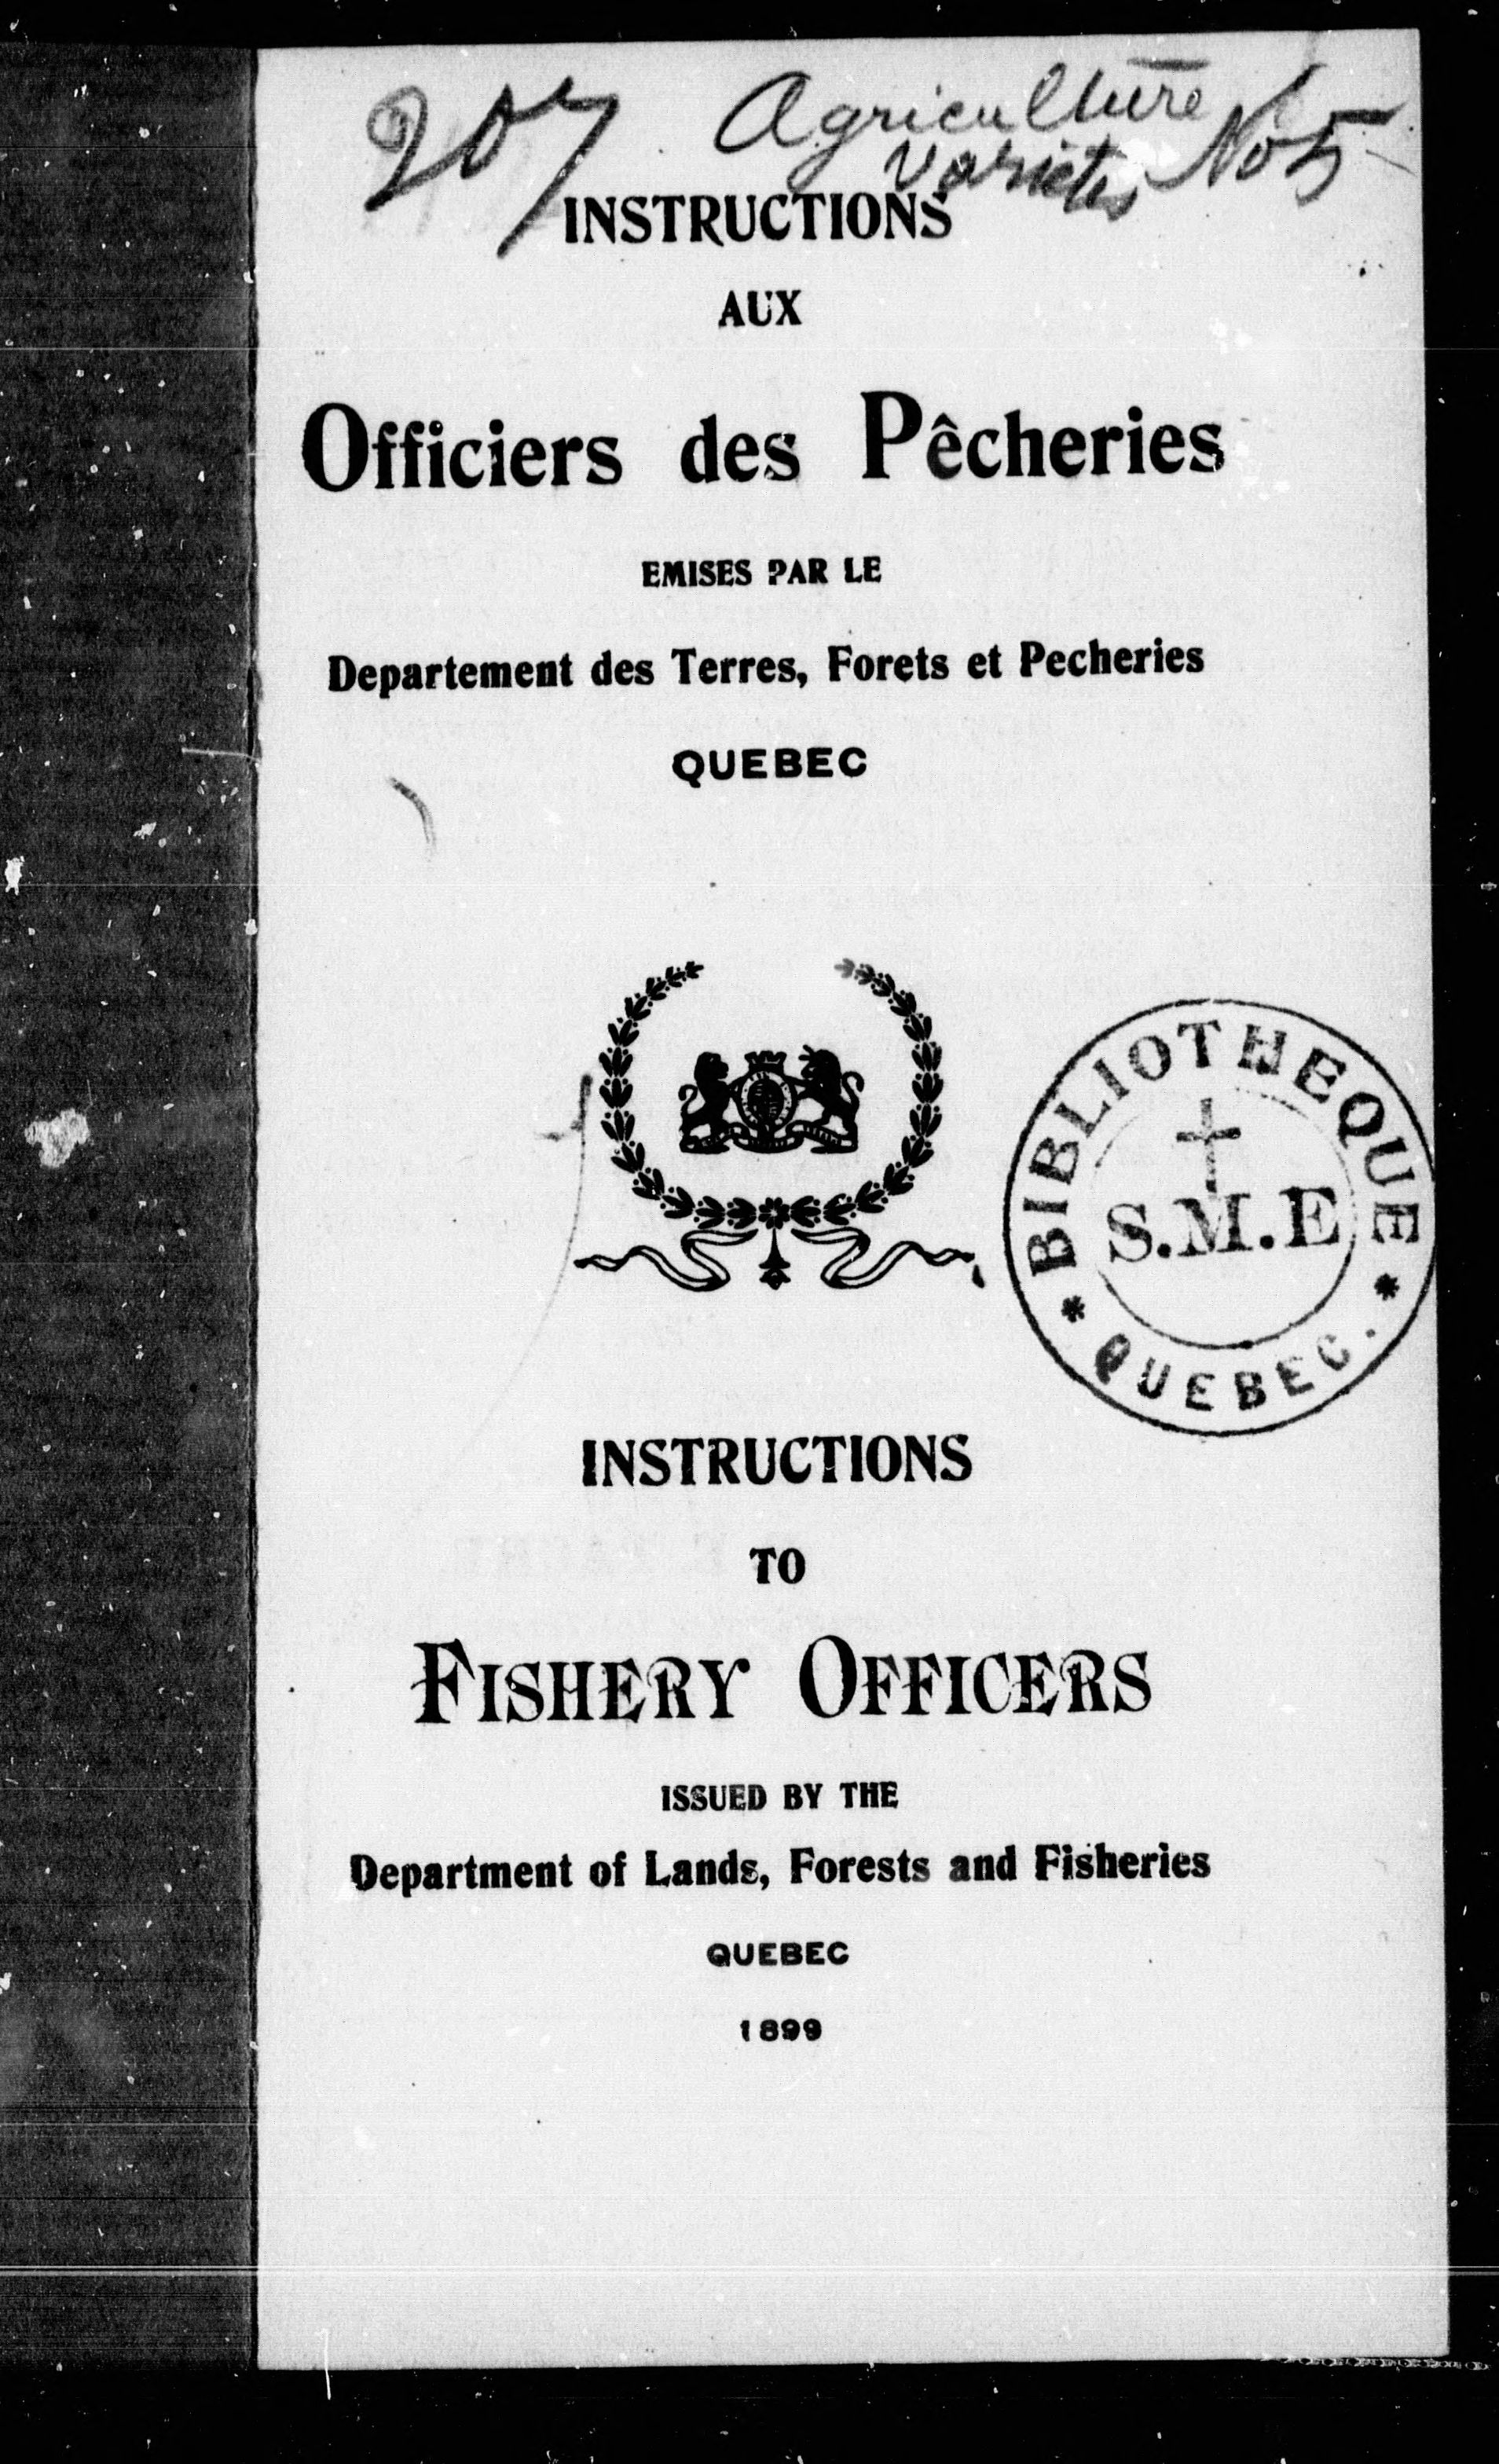 207 Agriculture
Variétés No 5
INSTRUCTIONS
AUX
Officiers des Pêcheries
EMISES PAR LE
Departement des Terres, Forets et Pecheries
QUEBEC
BIBLIOTHEQUE
S.M.E
* QUEBEC. *
INSTRUCTIONS
TO
FISHERY OFFICERS
ISSUED BY THE
Department of Lands, Forests and Fisheries
QUEBEC
1899